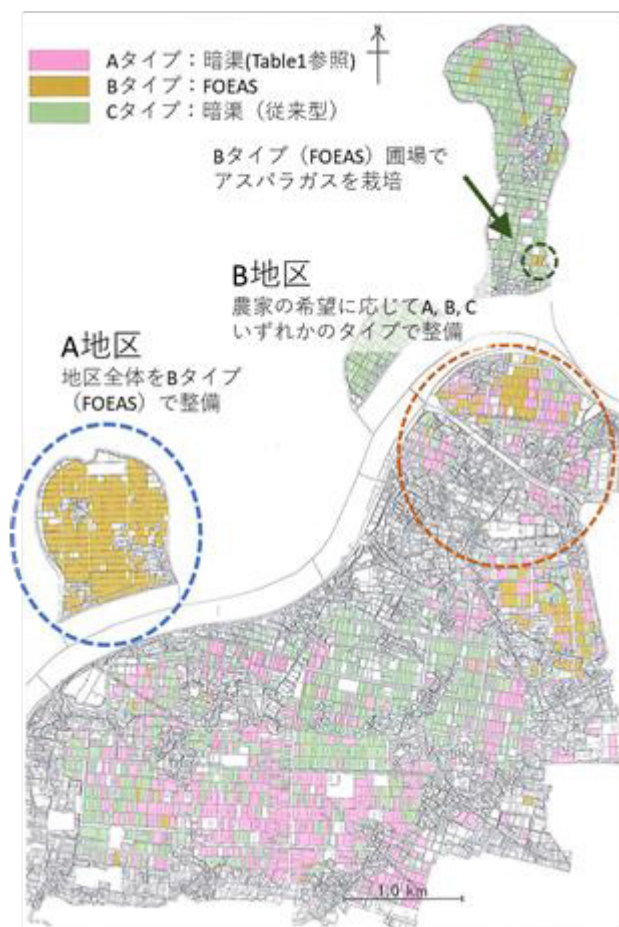 Aタイプ：暗渠(Table1参照)
Bタイプ：FOEAS
Cタイプ：暗渠（従来型）
Bタイプ（FOEAS）圃場で
アスパラガスを栽培
B地区
農家の希望に応じてA, B, C
いずれかのタイプで整備
A地区
地区全体をBタイプ
（FOEAS）で整備
1.0 km